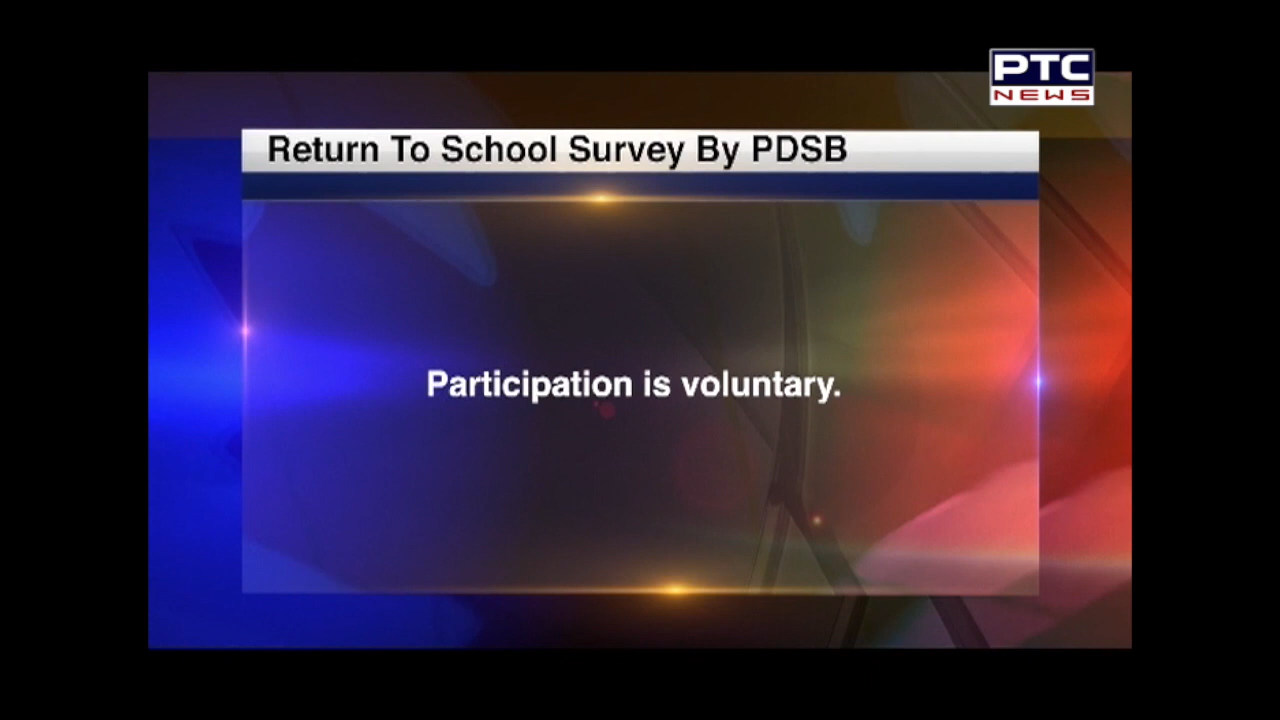 PTC
NEWS
Return To School Survey By PDSB
Participation is voluntary.